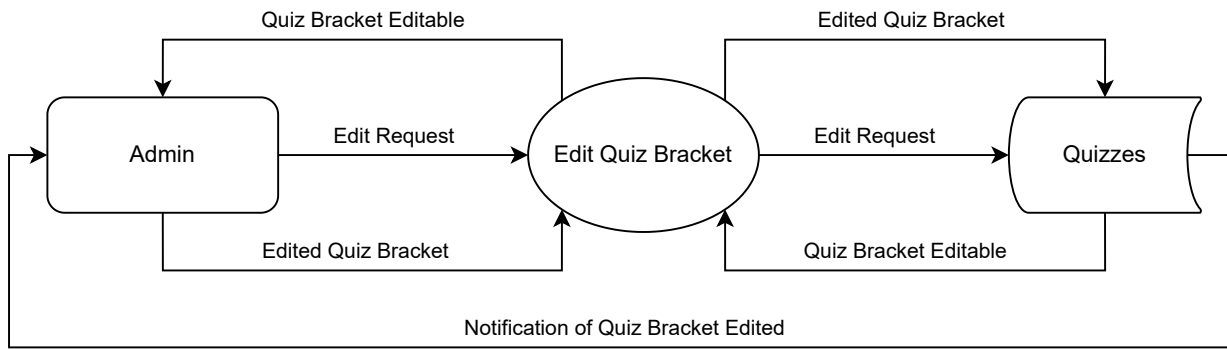 Quiz Bracket Editable
Edited Quiz Bracket
Admin
Edit Request
Edit Quiz Bracket
Edit Request
Quizzes
Edited Quiz Bracket
Quiz Bracket Editable
Notification of Quiz Bracket Edited